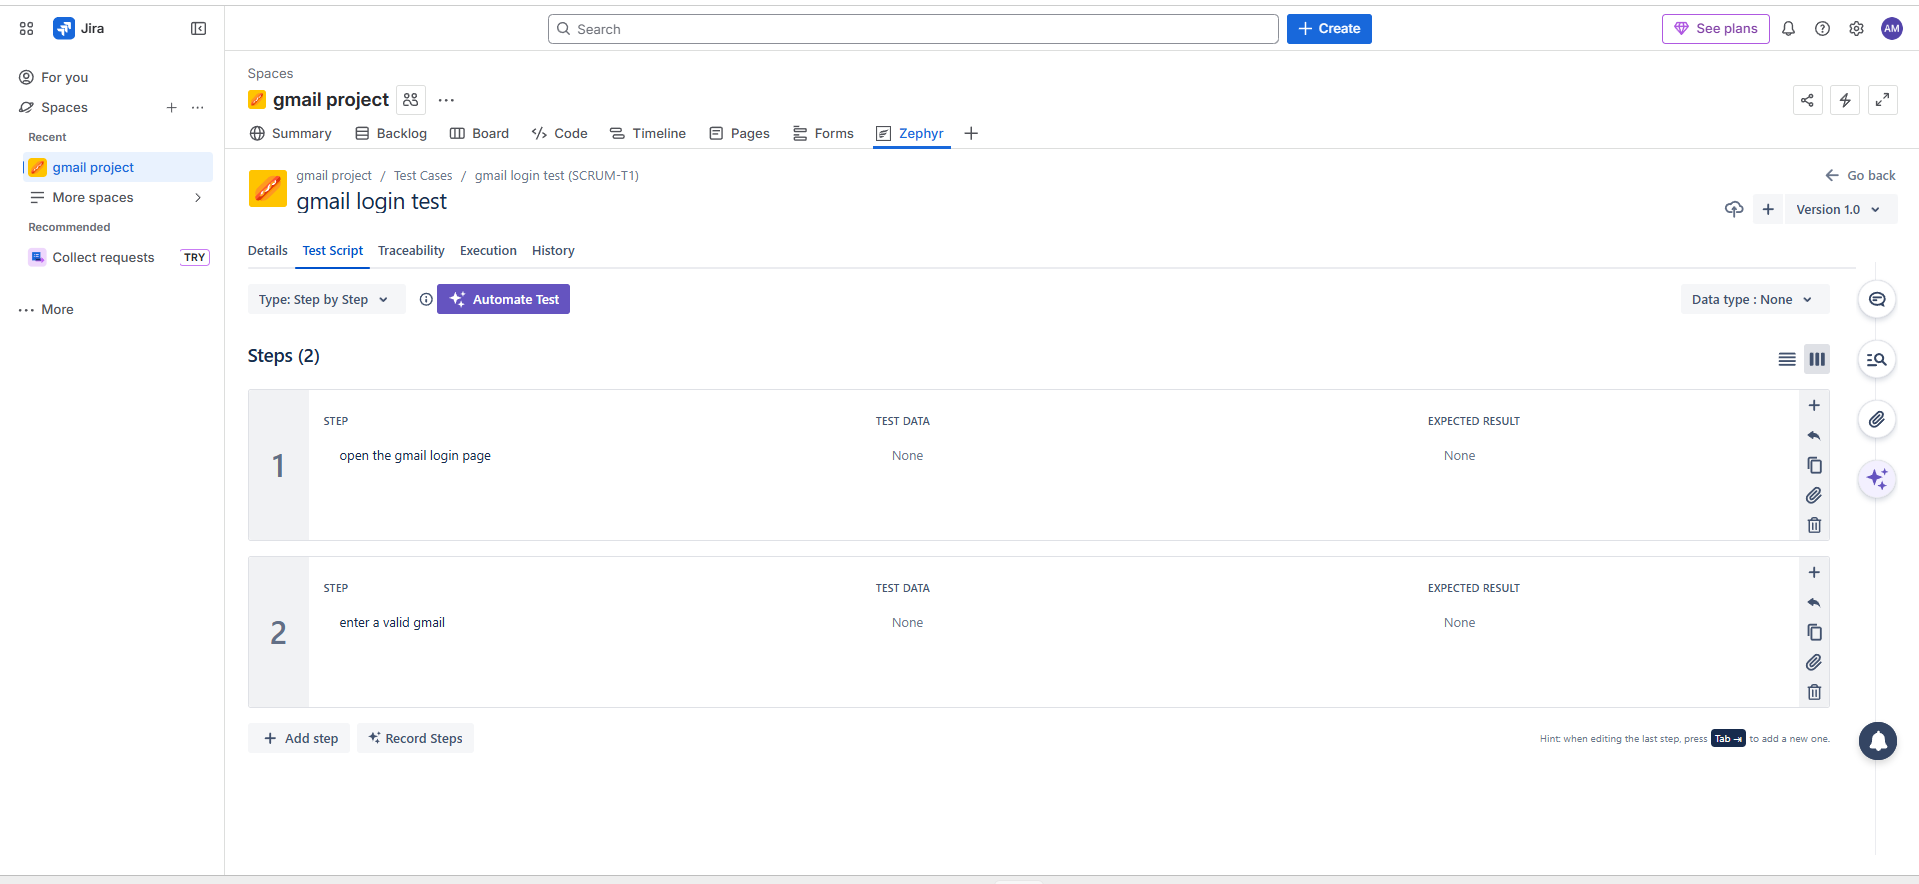 Jira
Search
Create
See plans
AM
For you
Spaces
Recent
gmail project
More spaces
Recommended
Collect requests
TRY
More
Spaces
gmail project
Summary
Backlog
Board
Code
Timeline
Pages
Forms
Zephyr
gmail project / Test Cases / gmail login test (SCRUM-T1)
Go back
gmail login test
Version 1.0
Details
Test Script
Traceability
Execution
History
Type: Step by Step
Automate Test
Data type : None
Steps (2)
1
STEP
TEST DATA
EXPECTED RESULT
open the gmail login page
None
None
2
STEP
TEST DATA
EXPECTED RESULT
enter a valid gmail
None
None
Add step
Record Steps
Hint: when editing the last step, press Tab ⇥ to add a new one.